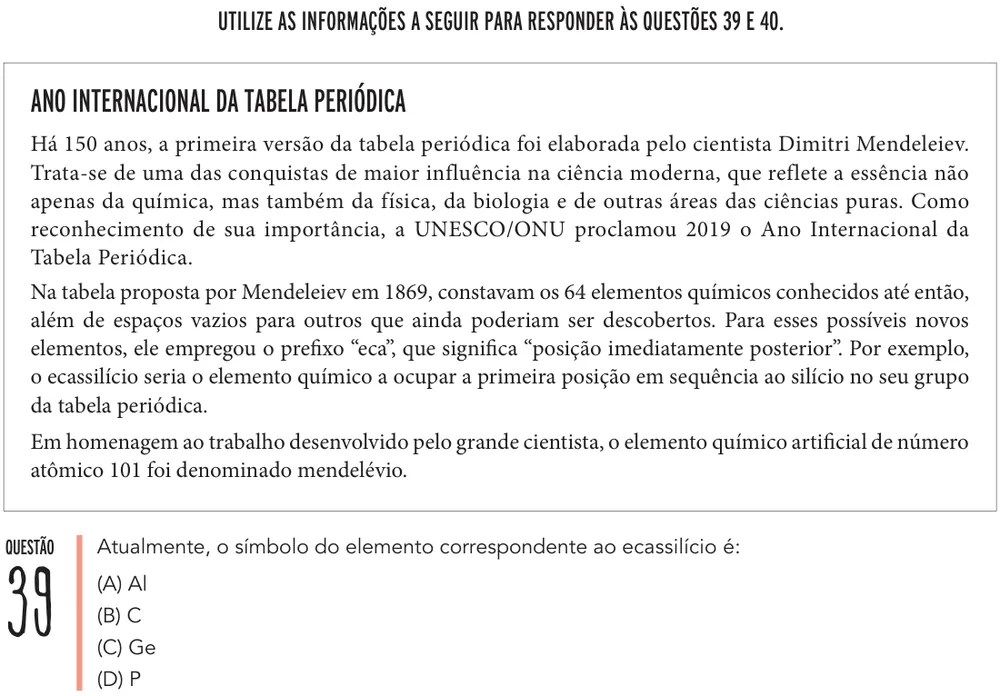 UTILIZE AS INFORMAÇÕES A SEGUIR PARA RESPONDER ÀS QUESTÕES 39 E 40.
ANO INTERNACIONAL DA TABELA PERIÓDICA
Há 150 anos, a primeira versão da tabela periódica foi elaborada pelo cientista Dimitri Mendeleiev.
Trata-se de uma das conquistas de maior influência na ciência moderna, que reflete a essência não
apenas da química, mas também da física, da biologia e de outras áreas das ciências puras. Como
reconhecimento de sua importância, a UNESCO/ONU proclamou 2019 o Ano Internacional da
Tabela Periódica.
Na tabela proposta por Mendeleiev em 1869, constavam os 64 elementos químicos conhecidos até então,
além de espaços vazios para outros que ainda poderiam ser descobertos. Para esses possíveis novos
elementos, ele empregou o prefixo “eca”, que significa “posição imediatamente posterior”. Por exemplo,
o ecassilício seria o elemento químico a ocupar a primeira posição em sequência ao silício no seu grupo
da tabela periódica.
Em homenagem ao trabalho desenvolvido pelo grande cientista, o elemento químico artificial de número
atômico 101 foi denominado mendelévio.
QUESTÃO
39
Atualmente, o símbolo do elemento correspondente ao ecassilício é:
(A) Al
(B) C
(C) Ge
(D) P